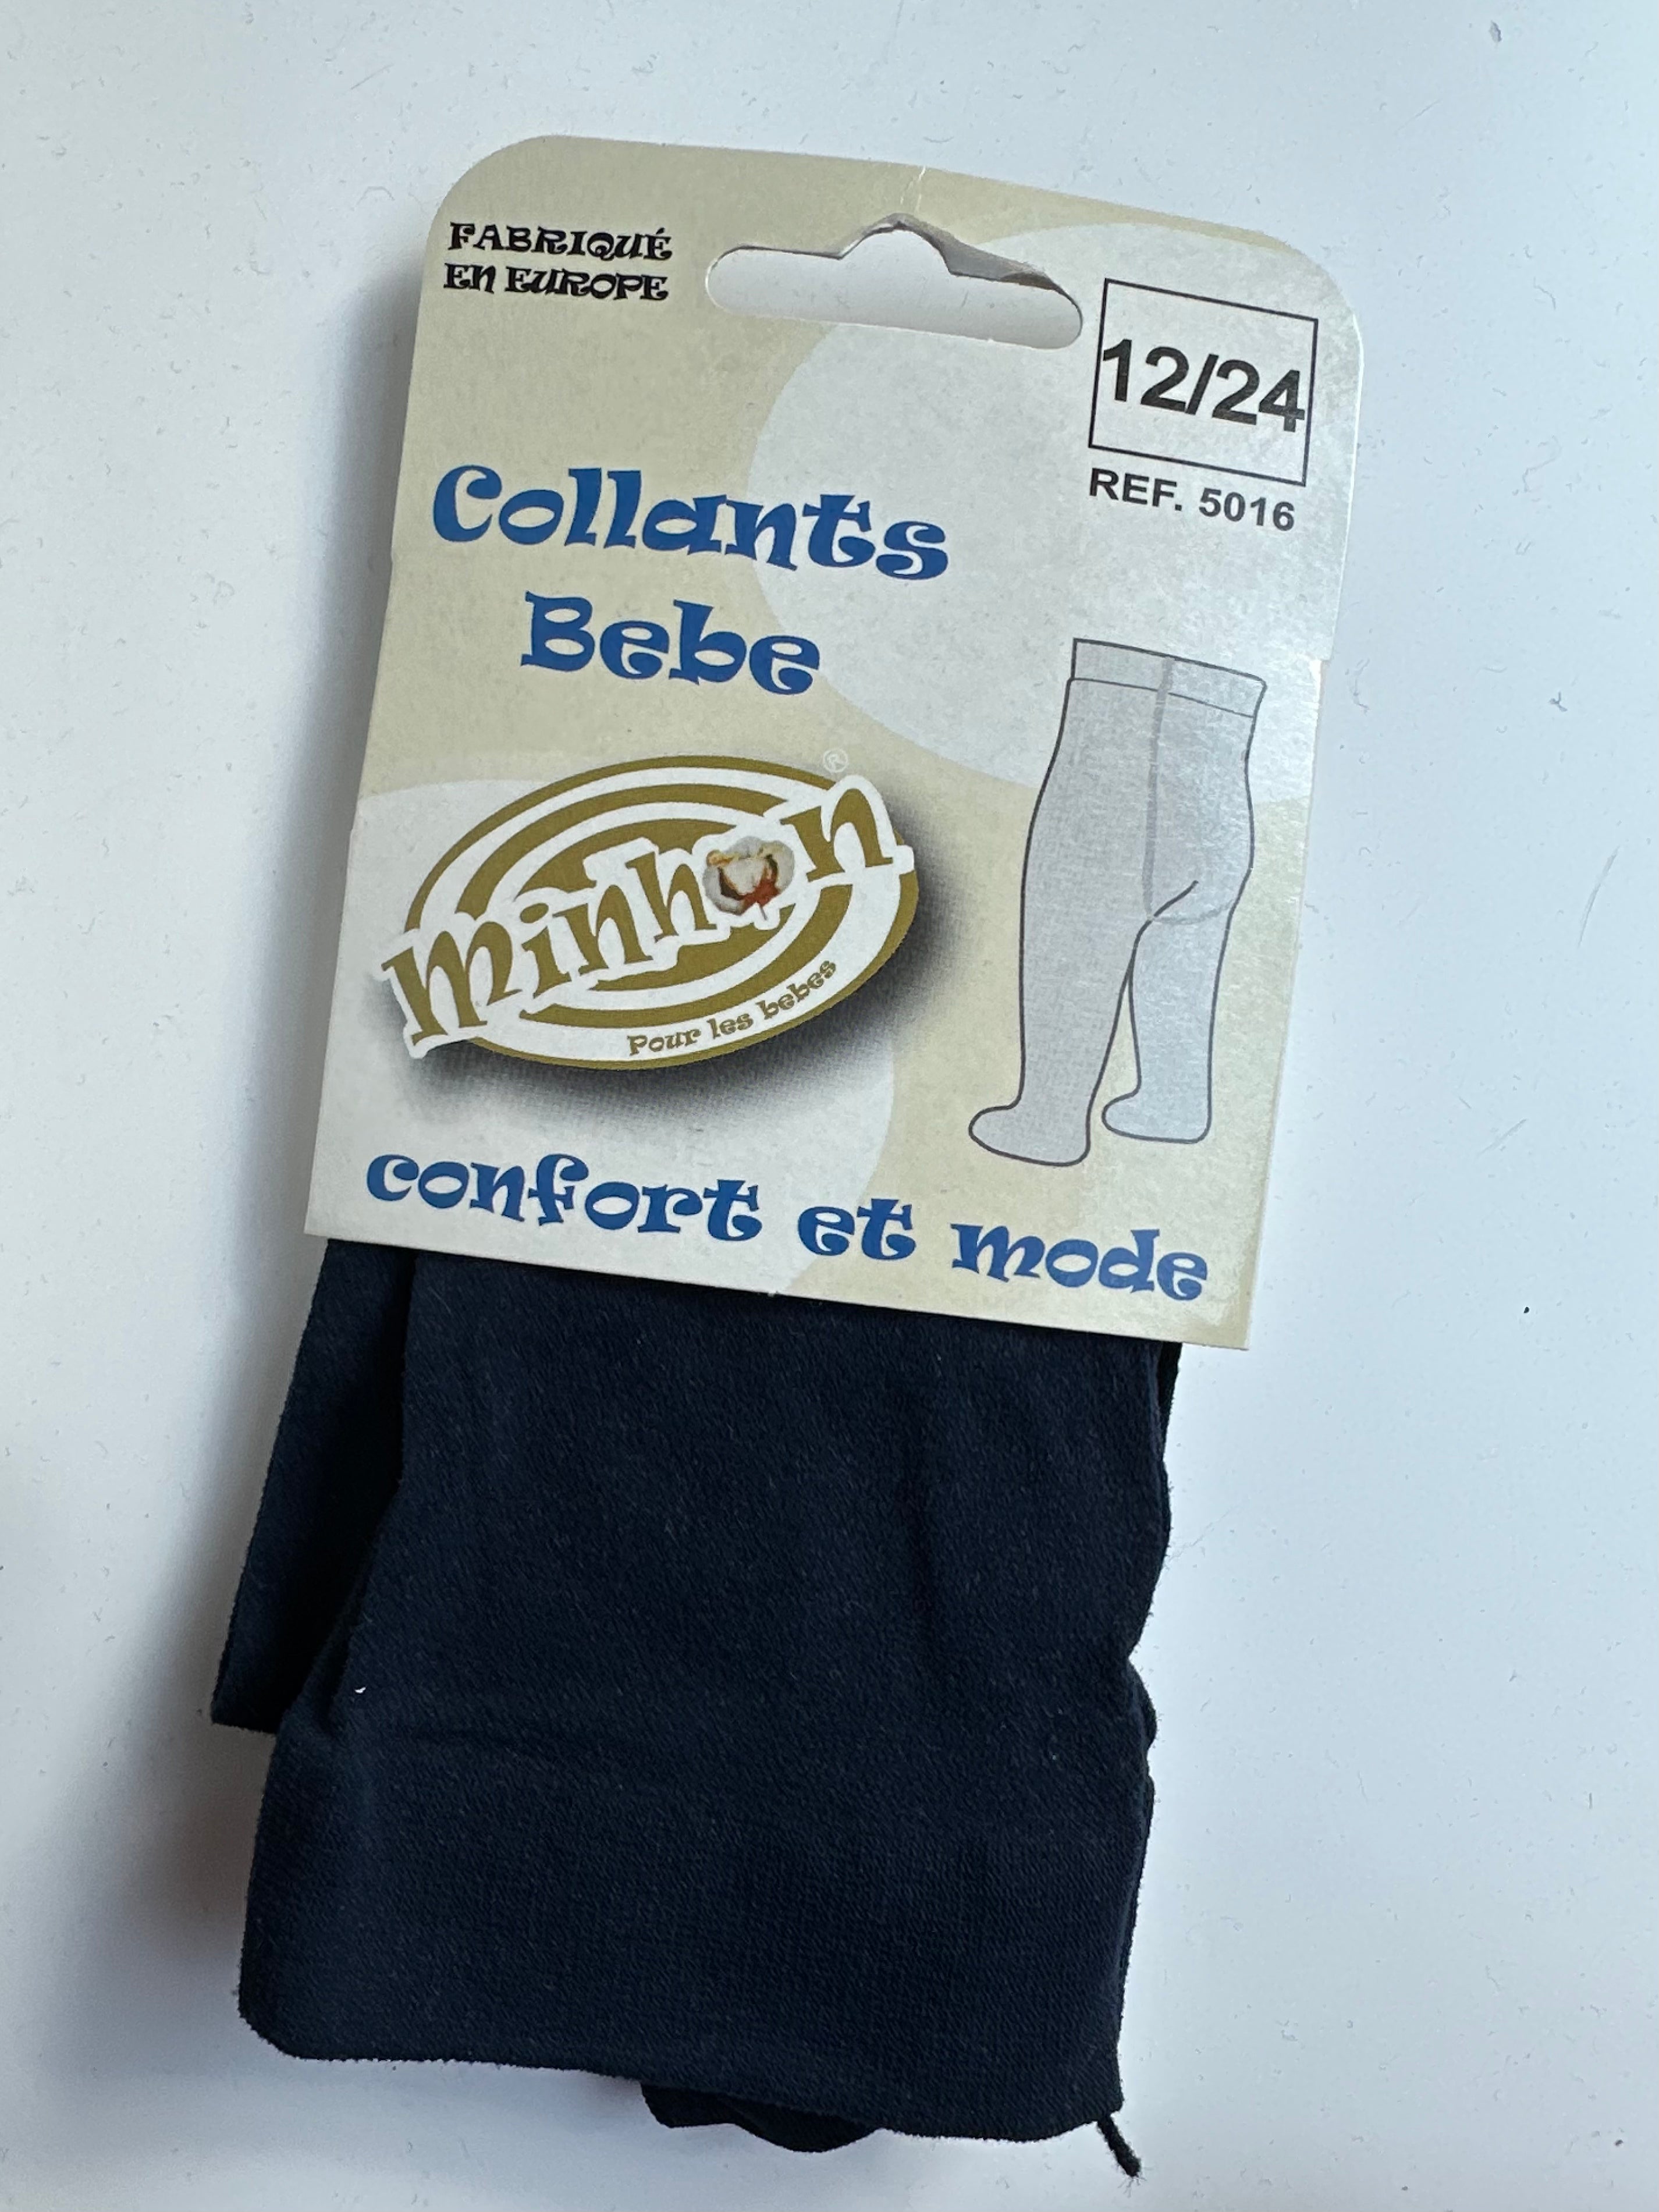 FABRIQUÉ
EN EUROPE
12/24
REF. 5016
Collants
Bebe
minhon
®
Pour les bebes
confort et mode